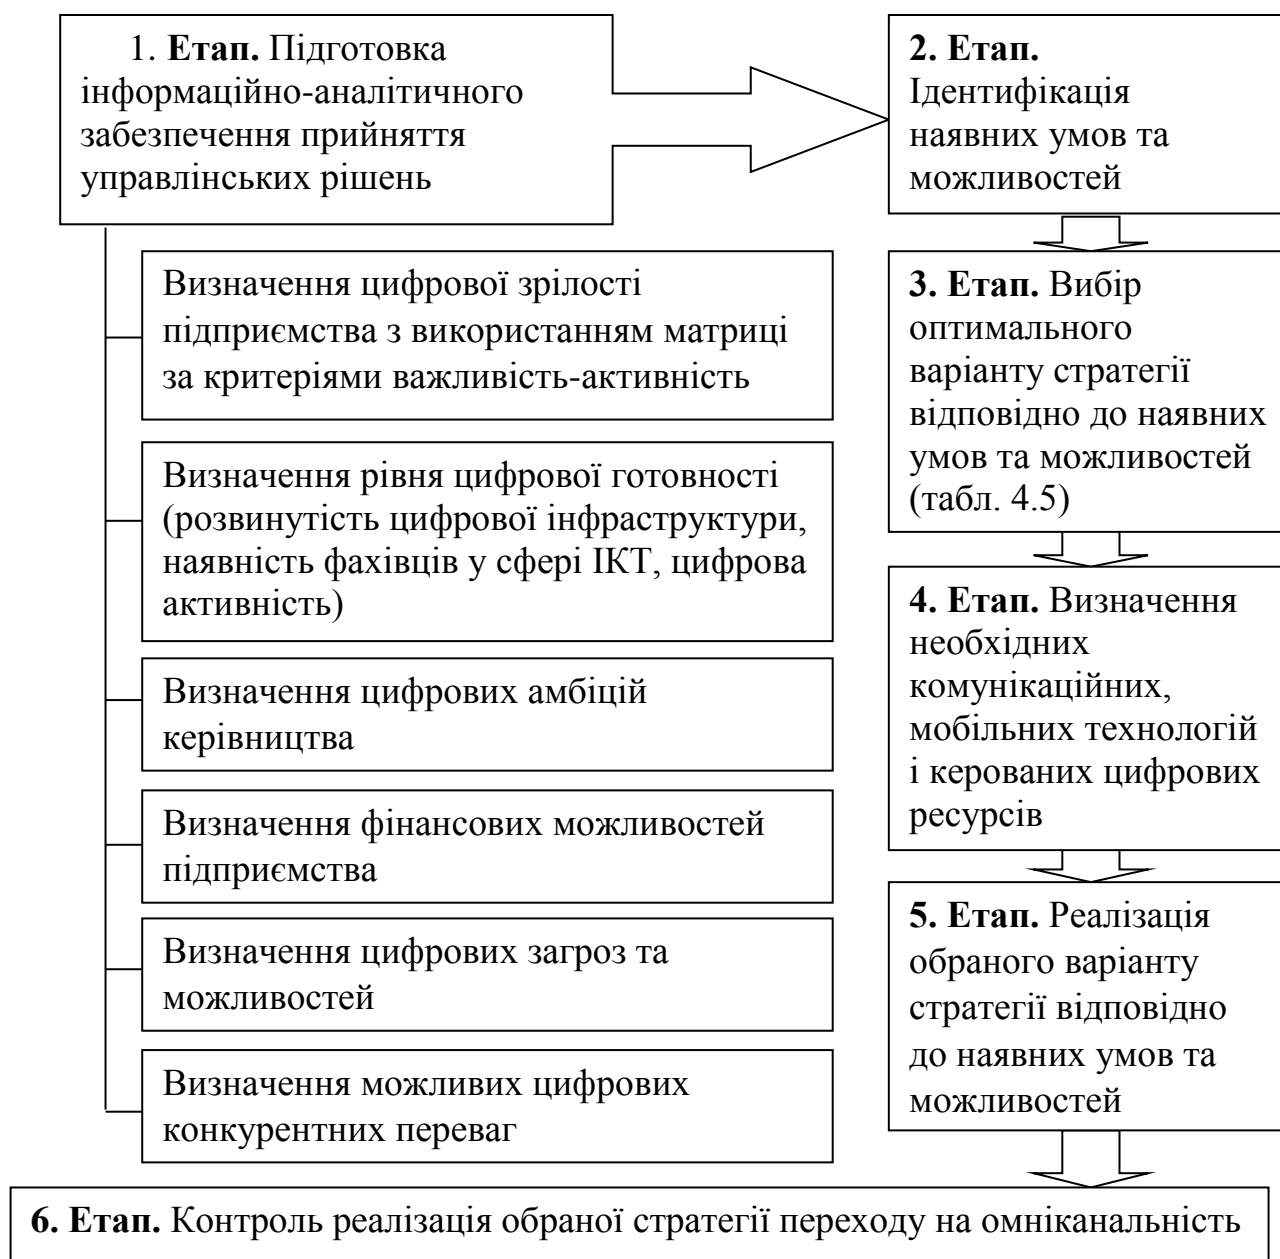 1. Етап. Підготовка
інформаційно-аналітичного
забезпечення прийняття
управлінських рішень
2. Етап.
Ідентифікація
наявних умов та
можливостей
Визначення цифрової зрілості
підприємства з використанням матриці
за критеріями важливість-активність
Визначення рівня цифрової готовності
(розвинутість цифрової інфраструктури,
наявність фахівців у сфері ІКТ, цифрова
активність)
Визначення цифрових амбіцій
керівництва
Визначення фінансових можливостей
підприємства
Визначення цифрових загроз та
можливостей
Визначення можливих цифрових
конкурентних переваг
3. Етап. Вибір
оптимального
варіанту стратегії
відповідно до наявних
умов та можливостей
(табл. 4.5)
4. Етап. Визначення
необхідних
комунікаційних,
мобільних технологій
і керованих цифрових
ресурсів
5. Етап. Реалізація
обраного варіанту
стратегії відповідно
до наявних умов та
можливостей
6. Етап. Контроль реалізація обраної стратегії переходу на омніканальність